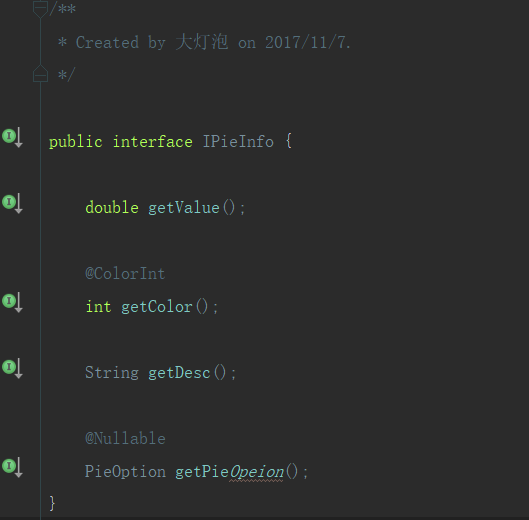 /**
* Created by 大灯泡 on 2017/11/7.
*/
public interface IPieInfo {
double getValue();
@ColorInt
int getColor();
String getDesc();
@Nullable
PieOption getPieOpeion();
}